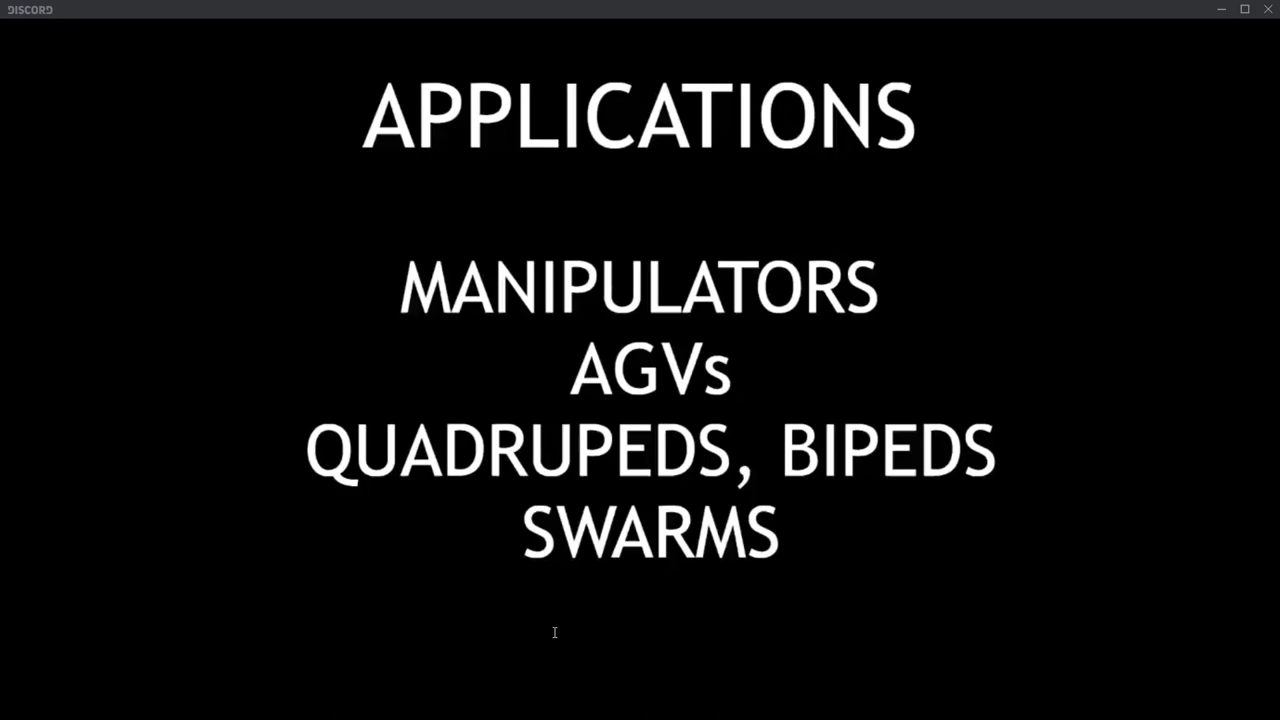 DISCORD
APPLICATIONS
MANIPULATORS
AGVs
QUADRUPEDS, BIPEDS
SWARMS